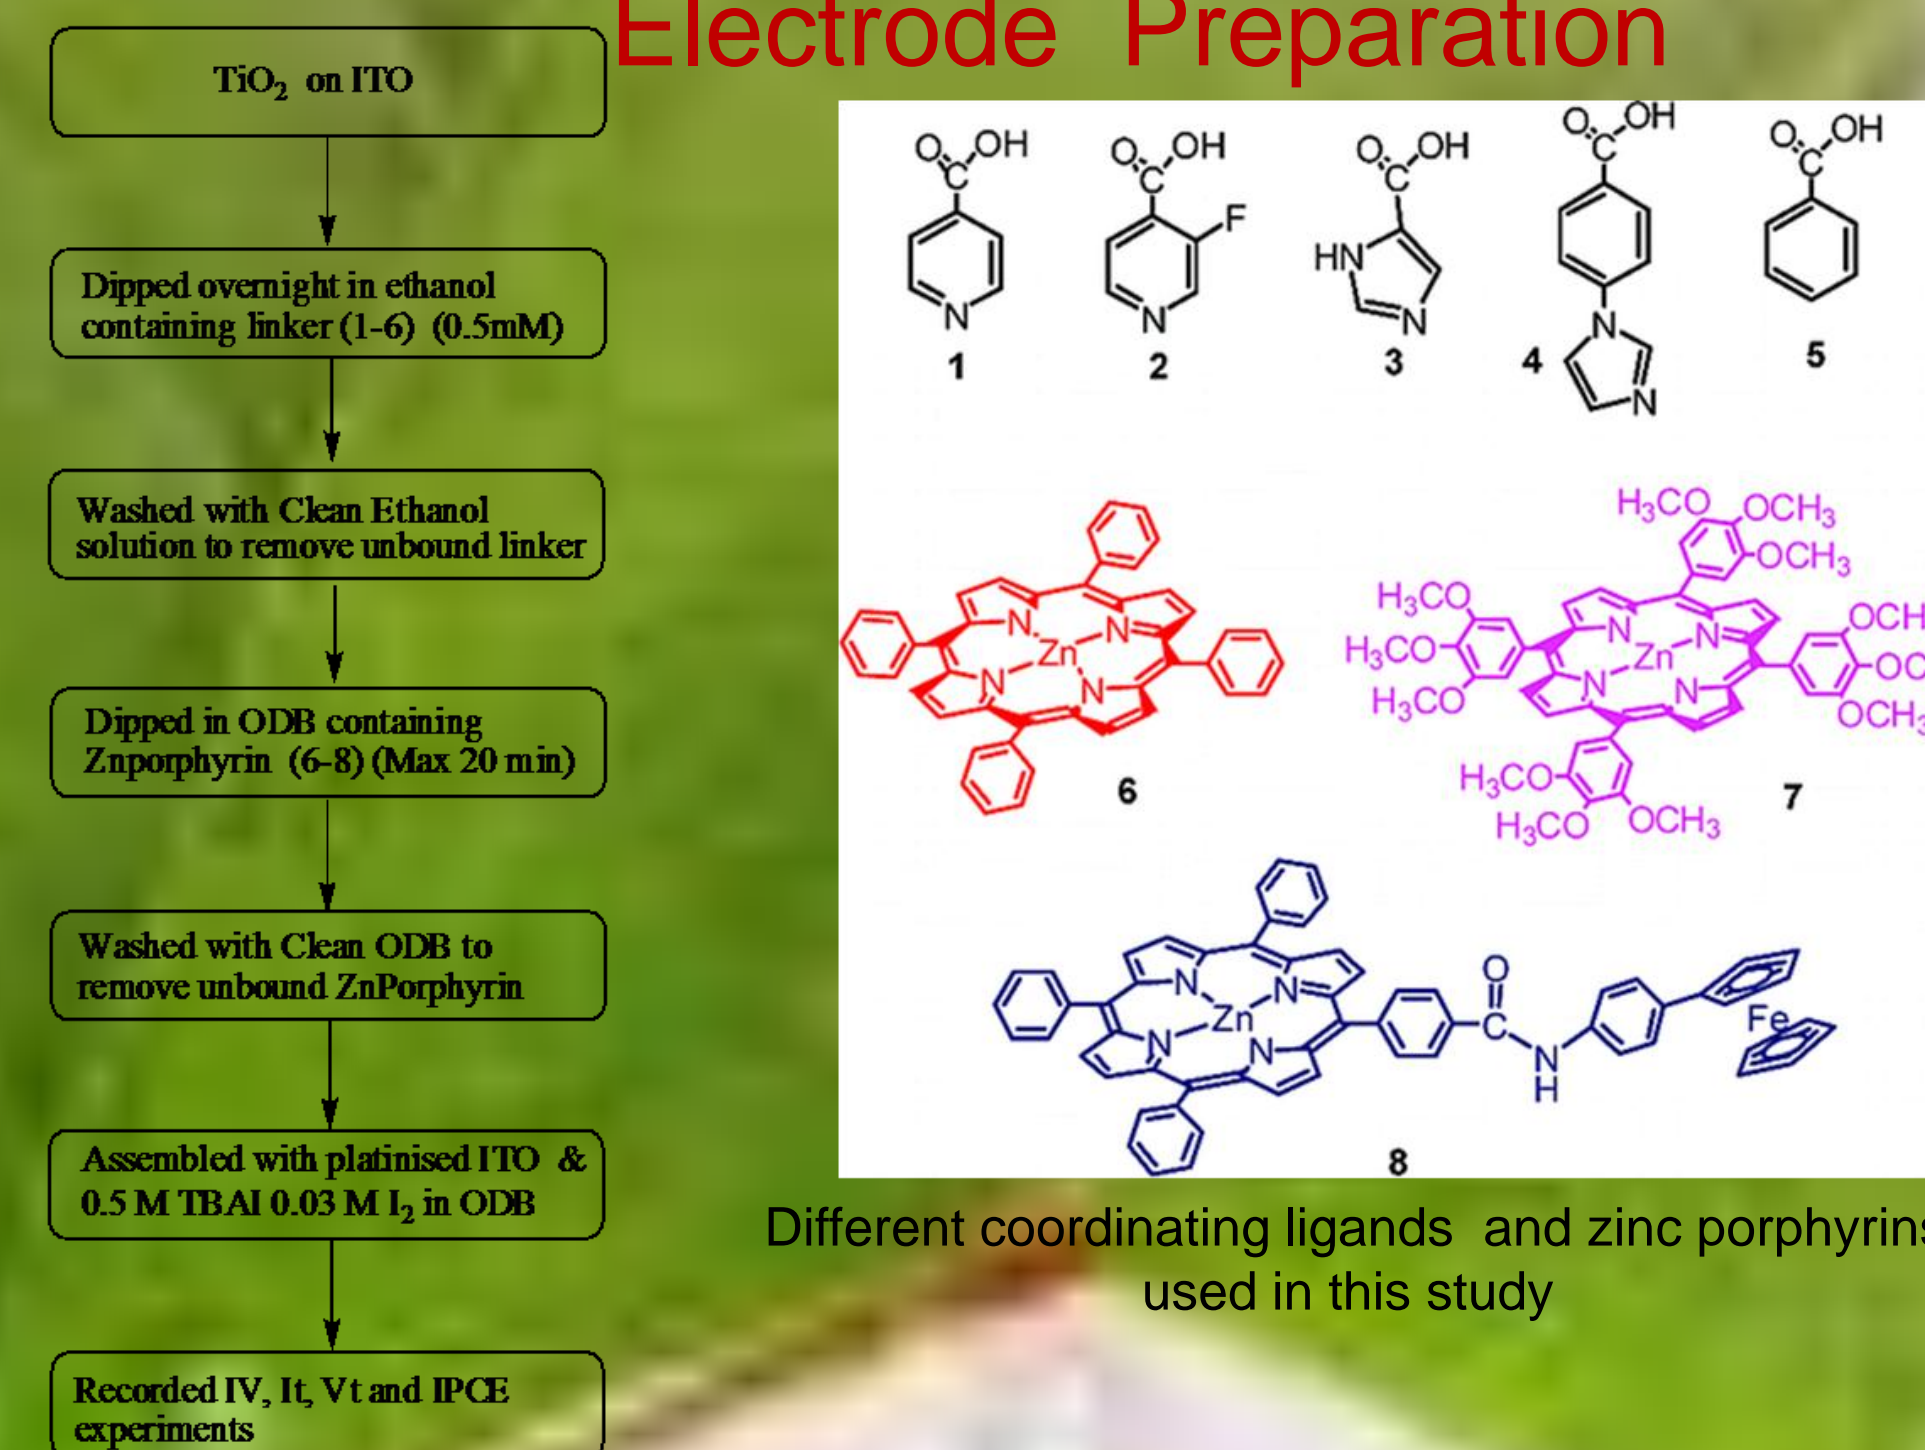 Electrode Preparation
TiO₂ on ITO
Dipped overnight in ethanol
containing linker (1-6) (0.5mM)
Washed with Clean Ethanol
solution to remove unbound linker
Dipped in ODB containing
Znporphyrin (6-8) (Max 20 min)
Washed with Clean ODB to
remove unbound ZnPorphyrin
Assembled with platinised ITO &
0.5 M TBAI 0.03 M I₂ in ODB
Recorded IV, It, Vt and IPCE
experiments
O OH
C
N
1
O OH
C
F
N
2
O OH
C
HN
N
3
O OH
C
N
N
4
O OH
C
5
N N
Zn
N N
6
H₃CO OCH₃
OCH₃
H₃CO
H₃CO
H₃CO
N N
Zn
N N
OCH
OC
OCH₃
H₃CO
H₃CO OCH₃
7
N N
Zn
N N
O
C
N
H
Fe
8
Different coordinating ligands and zinc porphyrins
used in this study